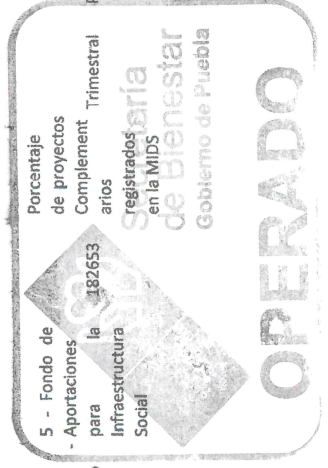 5 - Fondo de
- Aportaciones
para la 182653
Infraestructura
Social
Porcentaje
de proyectos
Complement Trimestral
arios
registrados
en la MIDS
Secretaría
de Bienestar
Gobierno de Puebla
OPERADO